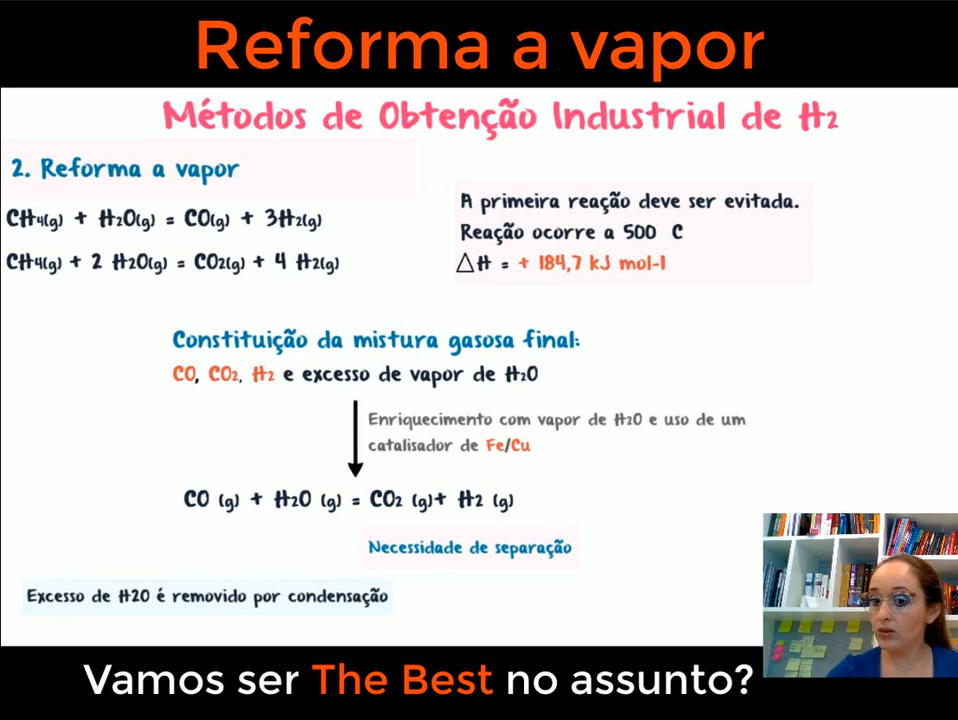 Reforma a vapor
Métodos de Obtenção Industrial de H2
2. Reforma a vapor
CH4(g) + H2O(g) = CO(g) + 3H2(g)
CH4(g) + 2 H2O(g) = CO2(g) + 4 H2(g)
A primeira reação deve ser evitada.
Reação ocorre a 500 C
△H = + 184,7 kJ mol-1
Constituição da mistura gasosa final:
CO, CO2, H2 e excesso de vapor de H2O
Enriquecimento com vapor de H2O e uso de um
catalisador de Fe/Cu
CO (g) + H2O (g) = CO2 (g)+ H2 (g)
Necessidade de separação
Excesso de H2O é removido por condensação
Vamos ser The Best no assunto?